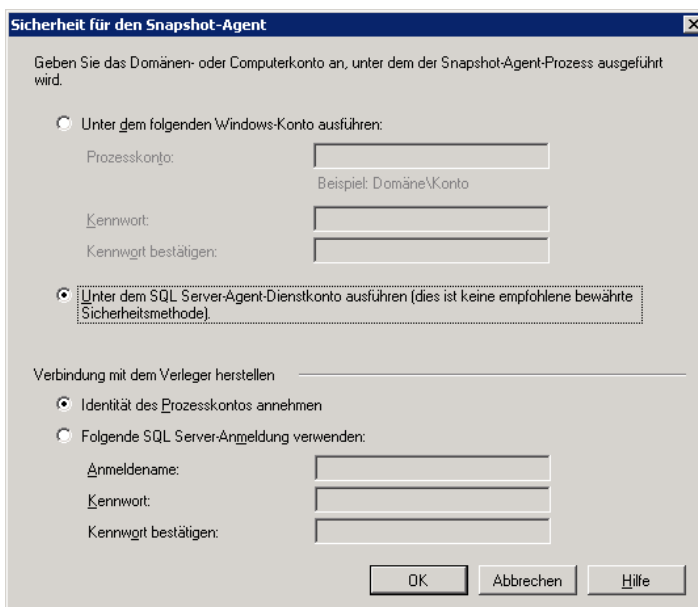 Sicherheit für den Snapshot-Agent
Geben Sie das Domänen- oder Computerkonto an, unter dem der Snapshot-Agent-Prozess ausgeführt
wird.
Unter dem folgenden Windows-Konto ausführen:
Prozesskonto:
Beispiel: Domäne\Konto
Kennwort:
Kennwort bestätigen:
Unter dem SQL Server-Agent-Dienstkonto ausführen (dies ist keine empfohlene bewährte
Sicherheitsmethode).
Verbindung mit dem Verleger herstellen
Identität des Prozesskontos annehmen
Folgende SQL Server-Anmeldung verwenden:
Anmeldename:
Kennwort:
Kennwort bestätigen:
OK Abbrechen Hilfe